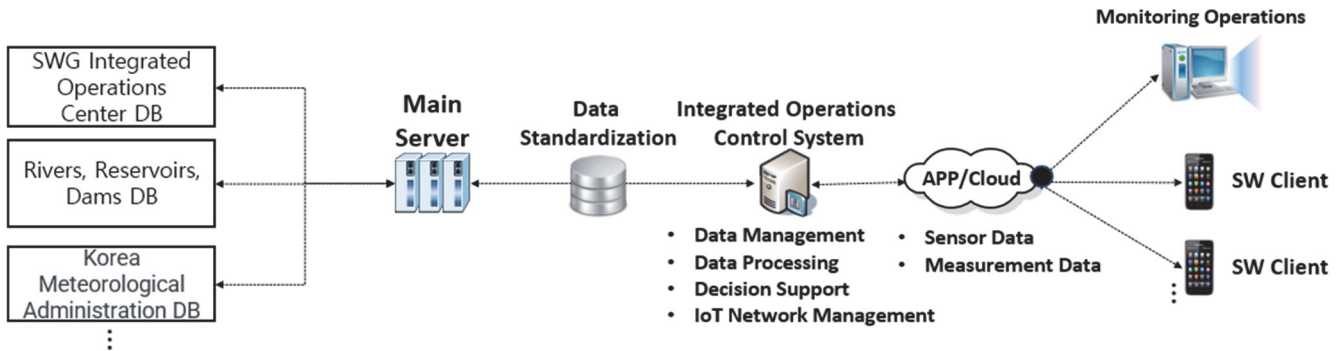 SWG Integrated
Operations
Center DB
Rivers, Reservoirs,
Dams DB
Korea
Meteorological
Administration DB
Main
Server
Data
Standardization
Integrated Operations
Control System
• Data Management
• Data Processing
• Decision Support
• IoT Network Management
APP/Cloud
• Sensor Data
• Measurement Data
Monitoring Operations
SW Client
SW Client